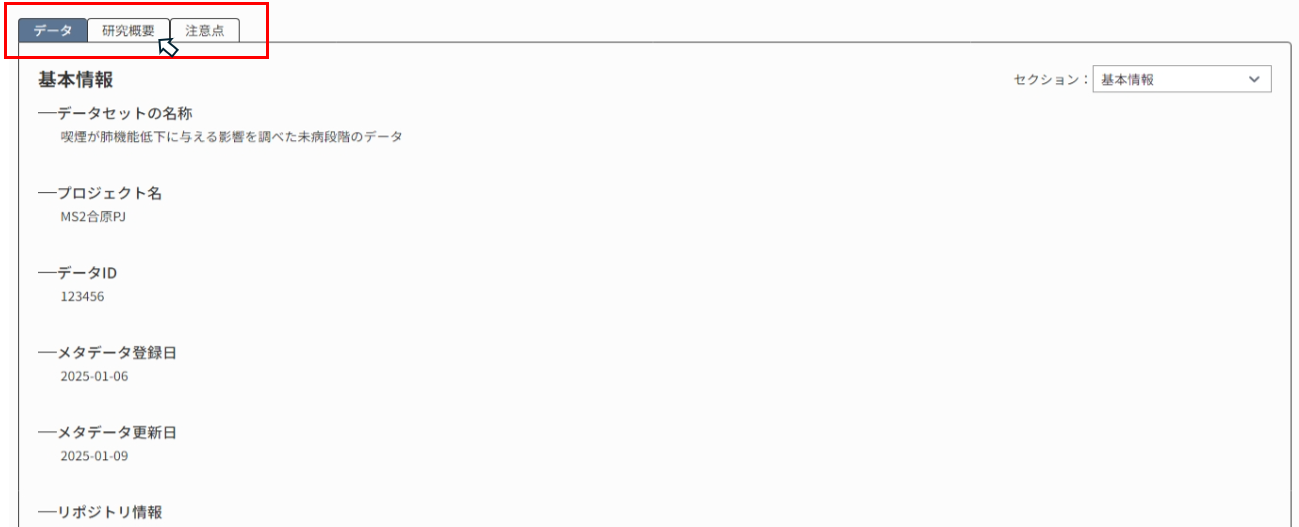 データ 研究概要 注意点
基本情報 セクション： 基本情報
データセットの名称
喫煙が肺機能低下に与える影響を調べた未病段階のデータ
プロジェクト名
MS2合原PJ
データID
123456
メタデータ登録日
2025-01-06
メタデータ更新日
2025-01-09
リポジトリ情報